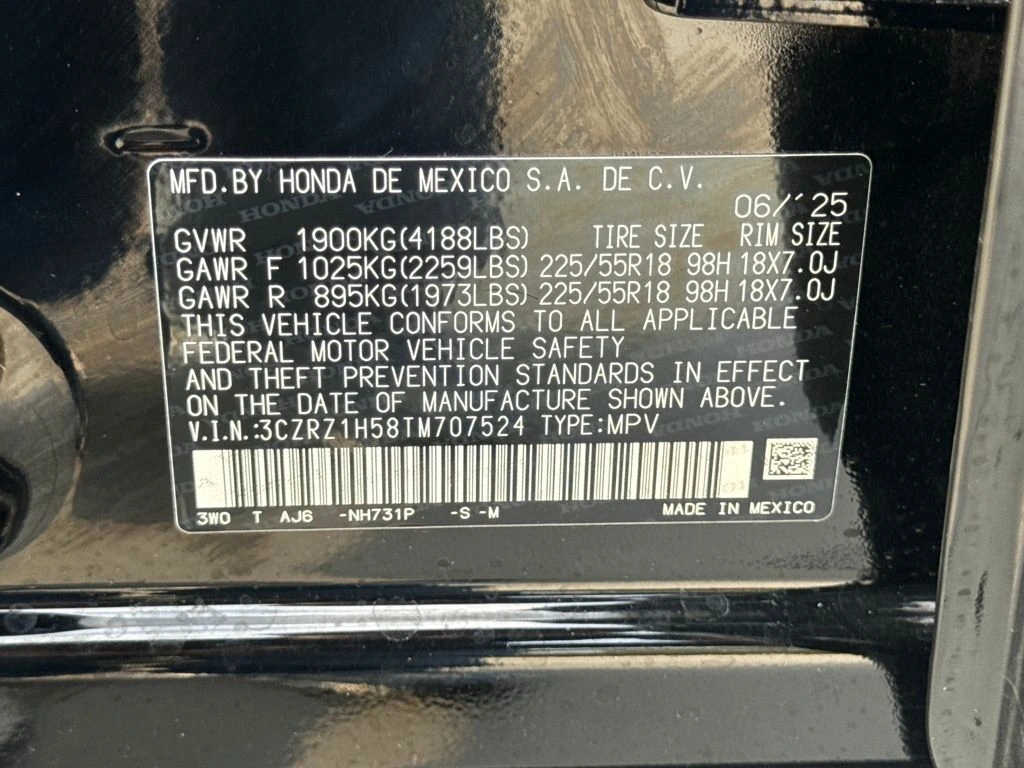 MFD.BY HONDA DE MEXICO S.A. DE C.V.
06/'25
GVWR 1900KG(4188LBS) TIRE SIZE RIM SIZE
GAWR F 1025KG(2259LBS) 225/55R18 98H 18X7.0J
GAWR R 895KG(1973LBS) 225/55R18 98H 18X7.0J
THIS VEHICLE CONFORMS TO ALL APPLICABLE
FEDERAL MOTOR VEHICLE SAFETY
AND THEFT PREVENTION STANDARDS IN EFFECT
ON THE DATE OF MANUFACTURE SHOWN ABOVE.
V.I.N.:3CZRZ1H58TM707524 TYPE:MPV
3W0 T AJ6 -NH731P -S -M MADE IN MEXICO